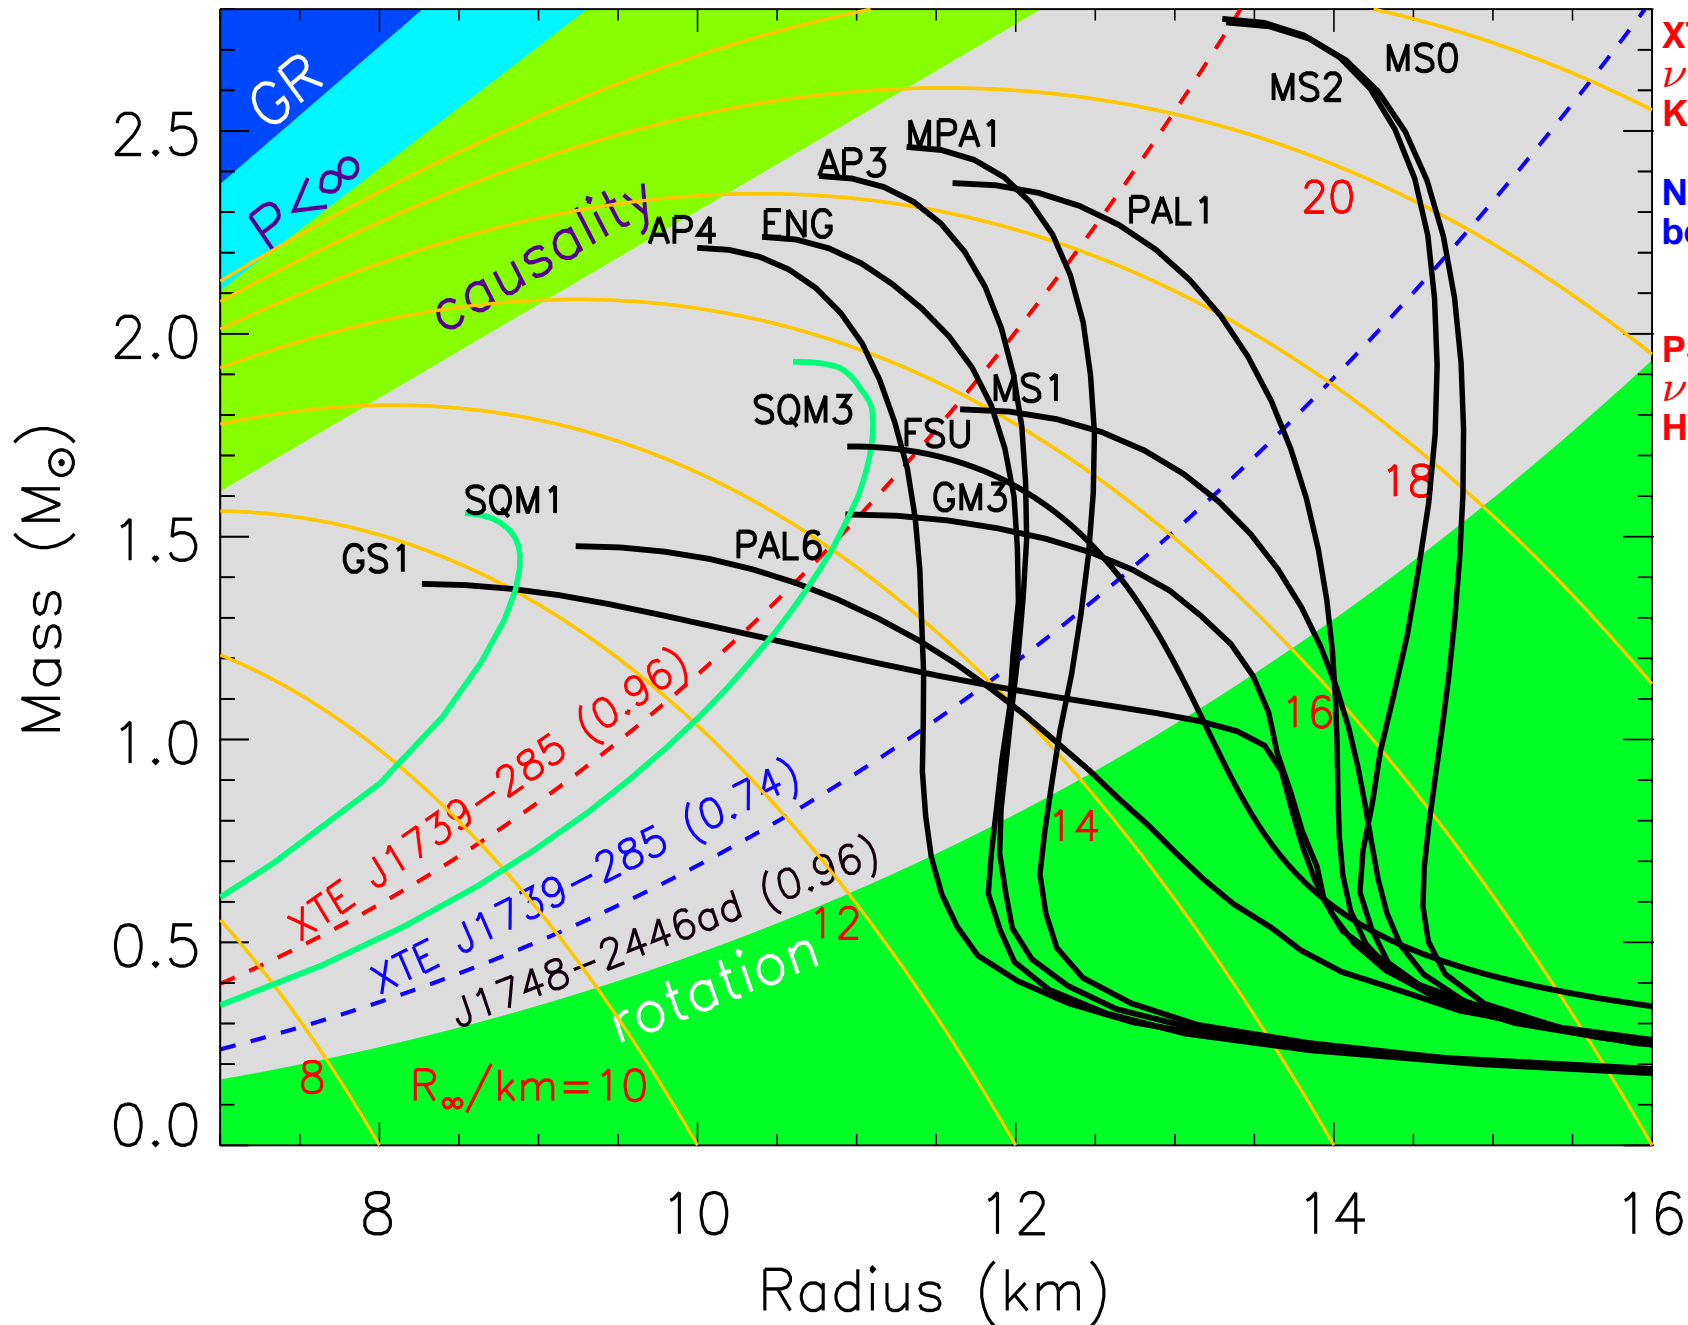 GR
P<∞
causality
MS0
MS2
MPA1
AP3
PAL1
ENG
AP4
20
MS1
SQM3
FSU
18
GM3
SQM1
PAL6
GS1
16
14
12
XTE J1739-285 (0.96)
XTE J1739-285 (0.74)
J1748-2446ad (0.96)
rotation
8
R∞/km=10
2.5
2.0
1.5
1.0
0.5
0.0
Mass (M⊙)
8 10 12 14 16
Radius (km)
ν
K
ν
H